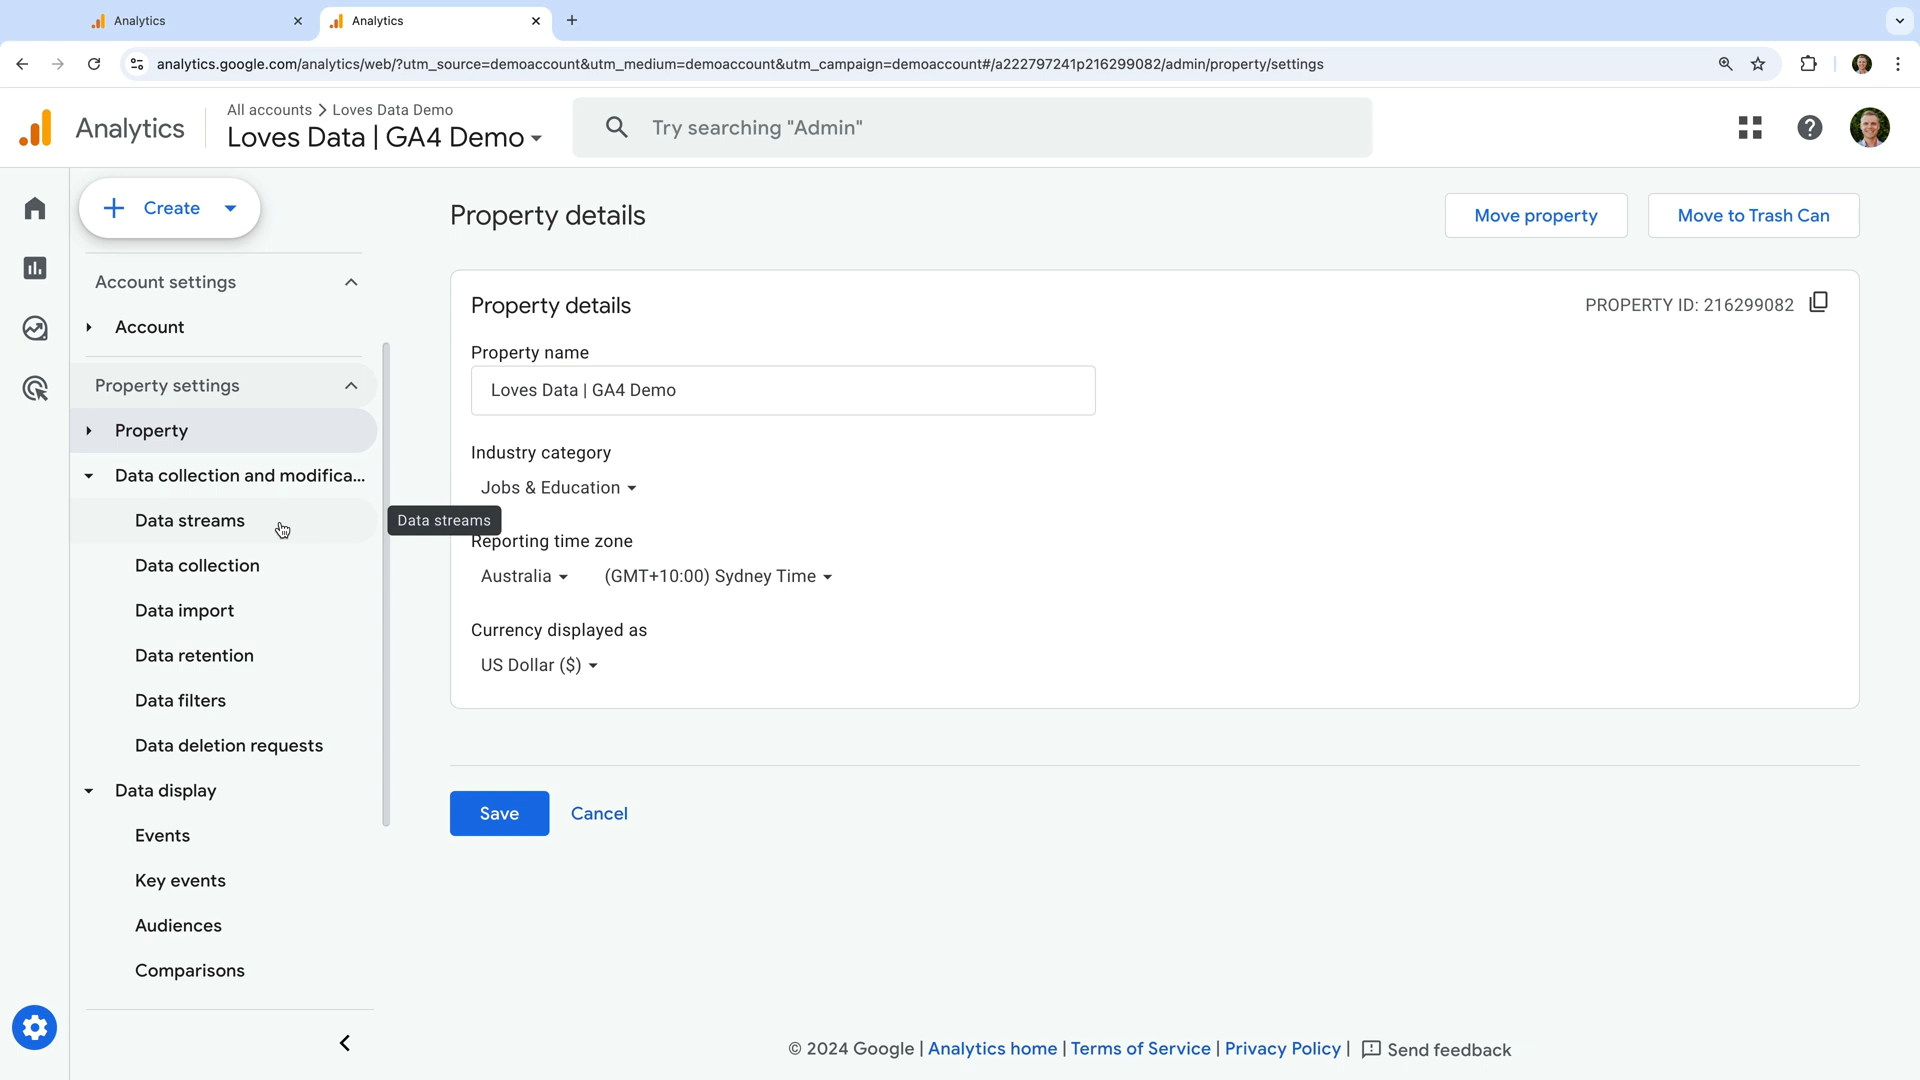 Analytics
Analytics
analytics.google.com/analytics/web/?utm_source=demoaccount&utm_medium=demoaccount&utm_campaign=demoaccount#/a222797241p216299082/admin/property/settings
Analytics
All accounts > Loves Data Demo
Loves Data | GA4 Demo
Try searching "Admin"
Create
Account settings
Account
Property settings
Property
Data collection and modifica...
Data streams
Data collection
Data import
Data retention
Data filters
Data deletion requests
Data display
Events
Key events
Audiences
Comparisons
Data streams
Property details
Move property
Move to Trash Can
Property details
PROPERTY ID: 216299082
Property name
Loves Data | GA4 Demo
Industry category
Jobs & Education
Reporting time zone
Australia (GMT+10:00) Sydney Time
Currency displayed as
US Dollar ($)
Save Cancel
© 2024 Google | Analytics home | Terms of Service | Privacy Policy | Send feedback